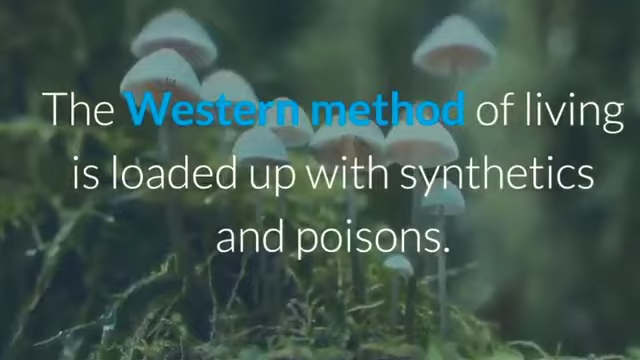 The Western method of living
is loaded up with synthetics
and poisons.